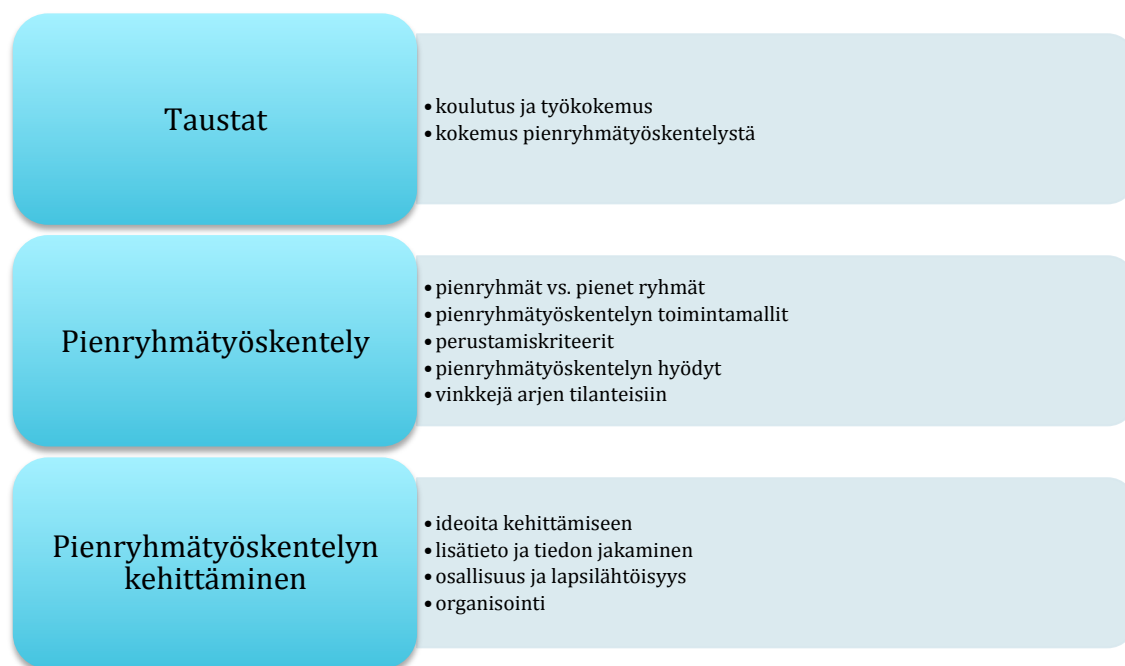 Taustat
• koulutus ja työkokemus
• kokemus pienryhmätyöskentelystä
Pienryhmätyöskentely
• pienryhmät vs. pienet ryhmät
• pienryhmätyöskentelyn toimintamallit
• perustamiskriteerit
• pienryhmätyöskentelyn hyödyt
• vinkkejä arjen tilanteisiin
Pienryhmätyöskentelyn
kehittäminen
• ideoita kehittämiseen
• lisätieto ja tiedon jakaminen
• osallisuus ja lapsilähtöisyys
• organisointi